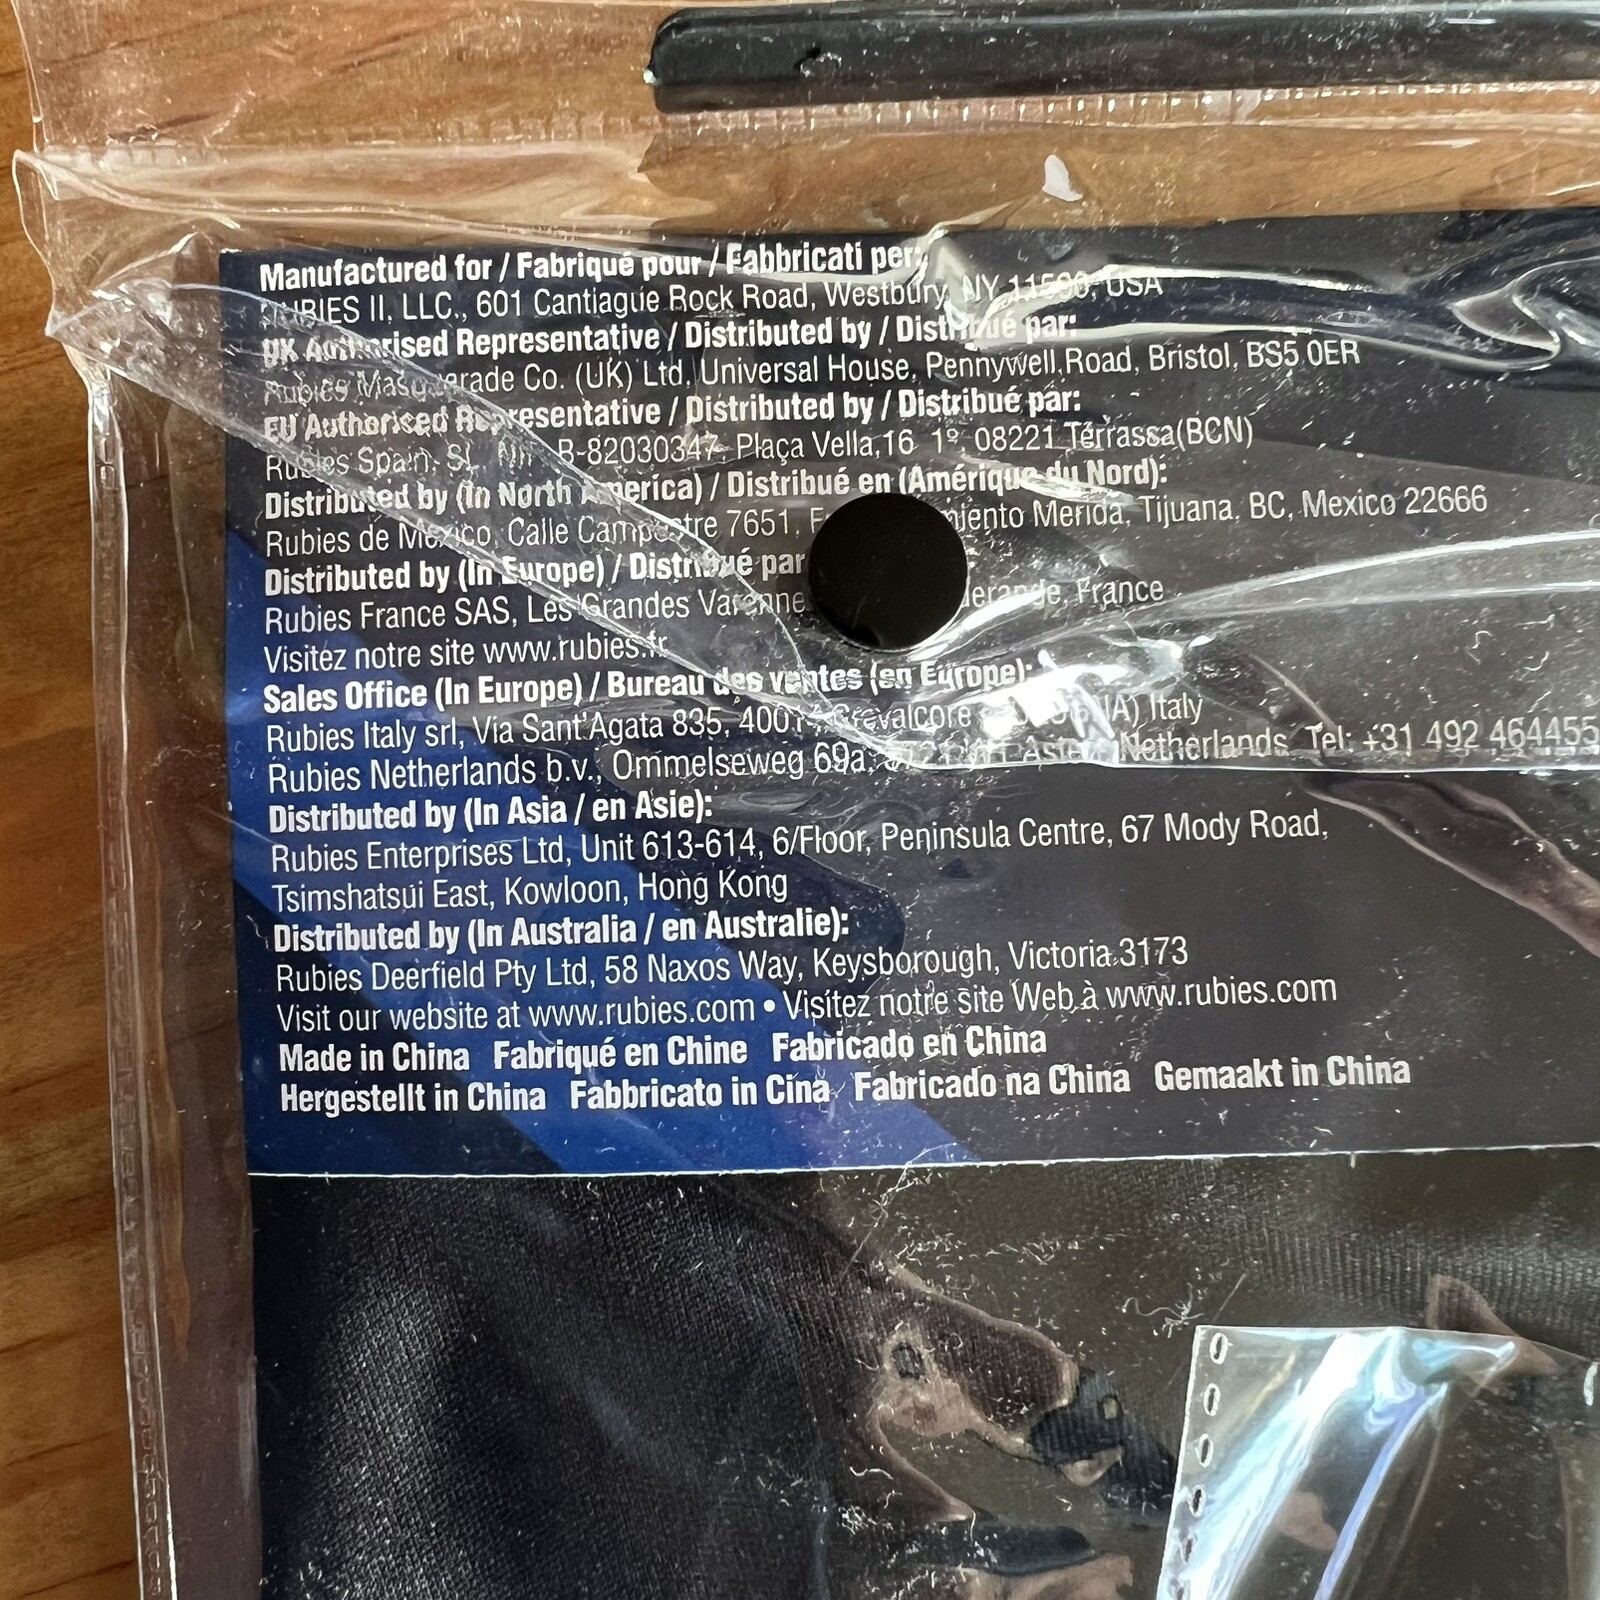 Manufactured for / Fabriqué pour / Fabbricati per:
RUBIES II, LLC., 601 Cantiague Rock Road, Westbury, NY 11590, USA
UK Authorised Representative / Distributed by / Distribué par:
Rubies Masquerade Co. (UK) Ltd, Universal House, Pennywell Road, Bristol, BS5 0ER
EU Authorised Representative / Distributed by / Distribué par:
Rubies Spain, SL B-82030347, Plaça Vella,16 1º 08221 Terrassa(BCN)
Distributed by (In North America) / Distribué en (Amérique du Nord):
Rubies de México, Calle Campestre 7651, Merida, Tijuana, BC, Mexico 22666
Distributed by (In Europe) / Distribué par
Rubies France SAS, Les Grandes Varenne France
Visitez notre site www.rubies.fr
Sales Office (In Europe) / Bureau des ventes (en Europe):
Rubies Italy srl, Via Sant'Agata 835, Crevalcore Italy
Rubies Netherlands b.v., Ommelseweg 69a, Netherlands Tel: +31 492 464455
Distributed by (In Asia / en Asie):
Rubies Enterprises Ltd, Unit 613-614, 6/Floor, Peninsula Centre, 67 Mody Road,
Tsimshatsui East, Kowloon, Hong Kong
Distributed by (In Australia / en Australie):
Rubies Deerfield Pty Ltd, 58 Naxos Way, Keysborough, Victoria 3173
Visit our website at www.rubies.com • Visitez notre site Web à www.rubies.com
Made in China Fabriqué en Chine Fabricado en China
Hergestellt in China Fabbricato in Cina Fabricado na China Gemaakt in China